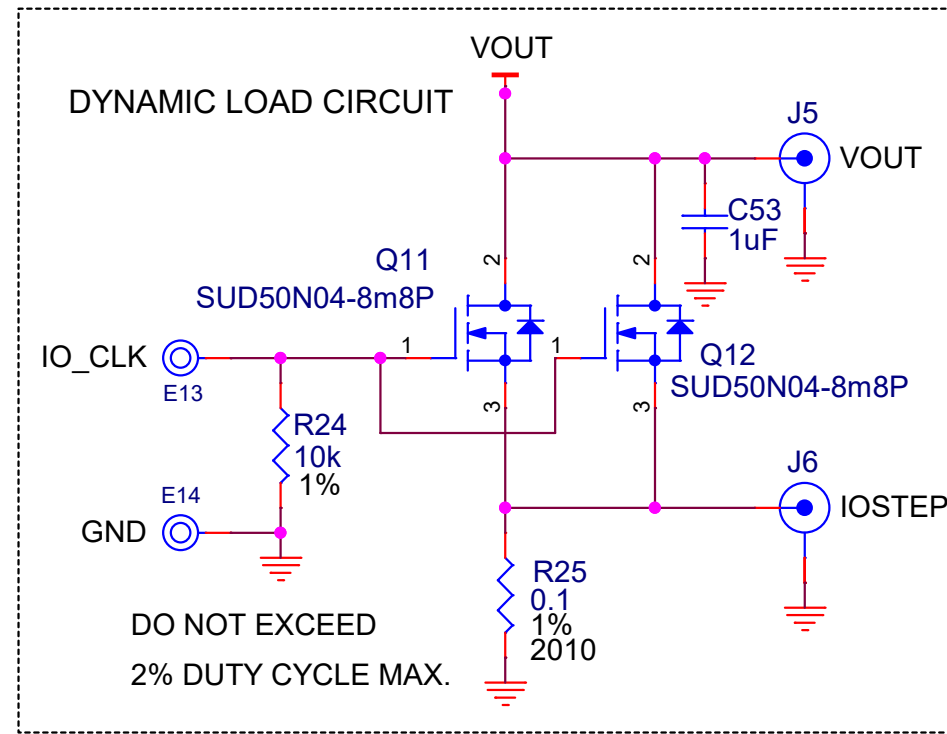 VOUT
DYNAMIC LOAD CIRCUIT
J5
VOUT
C53
1uF
Q11
SUD50N04-8m8P
2
2
IO_CLK
E13
1
1
Q12
SUD50N04-8m8P
3
3
R24
10k
1%
E14
GND
J6
IOSTEP
R25
0.1
1%
2010
DO NOT EXCEED
2% DUTY CYCLE MAX.